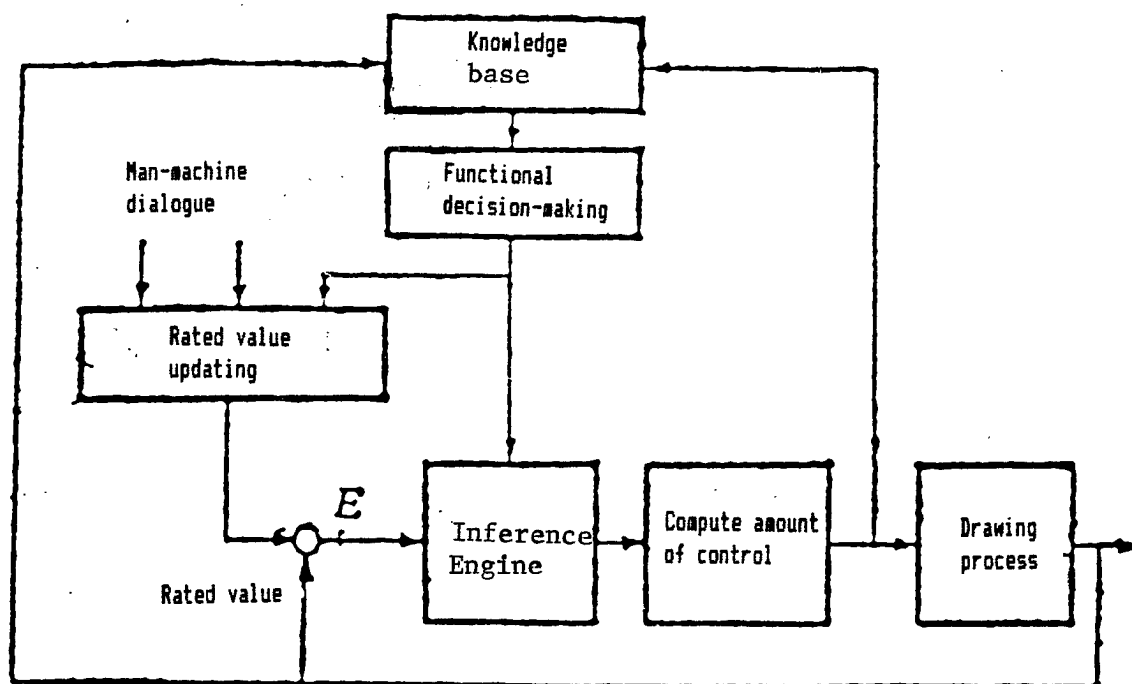 Knowledge
base
Man-machine
dialogue
Functional
decision-making
Rated value
updating
E
Inference
Engine
Compute amount
of control
Drawing
process
Rated value